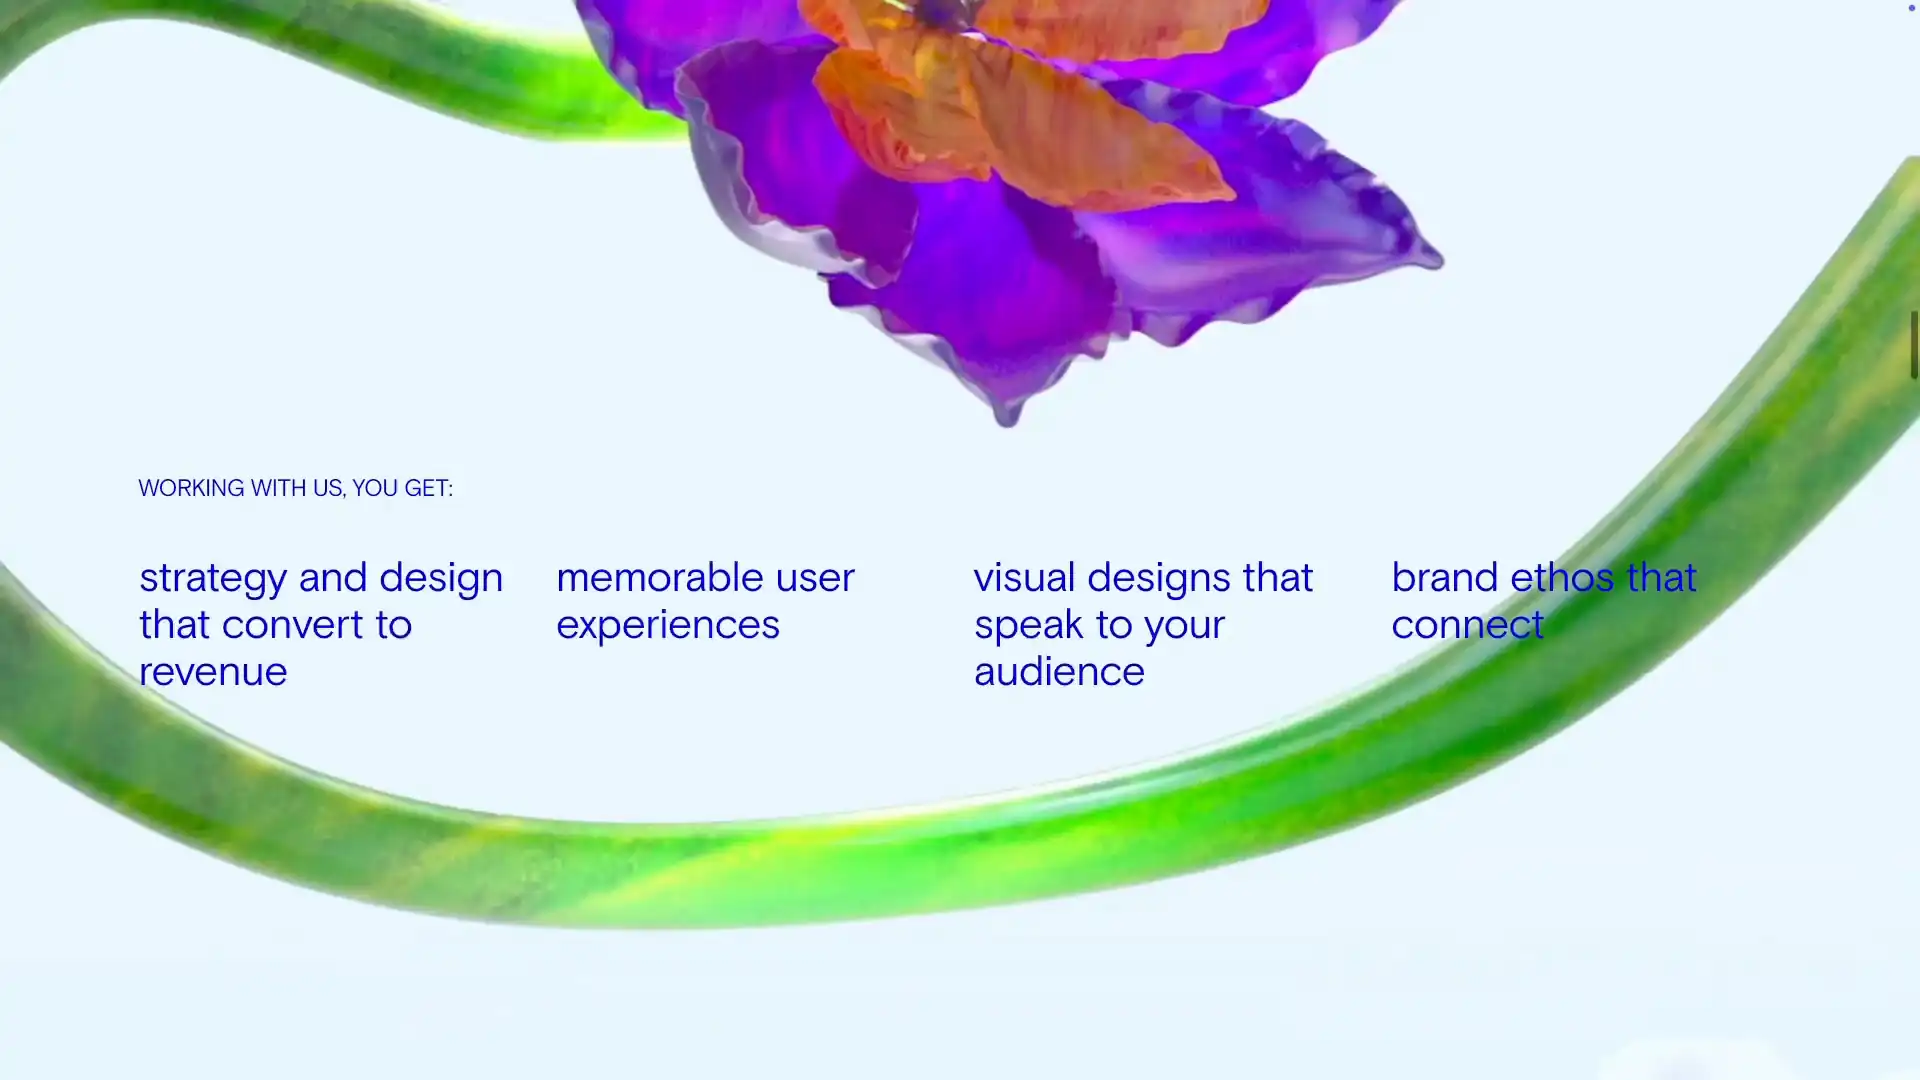 WORKING WITH US, YOU GET:
strategy and design
that convert to
revenue
memorable user
experiences
visual designs that
speak to your
audience
brand ethos that
connect